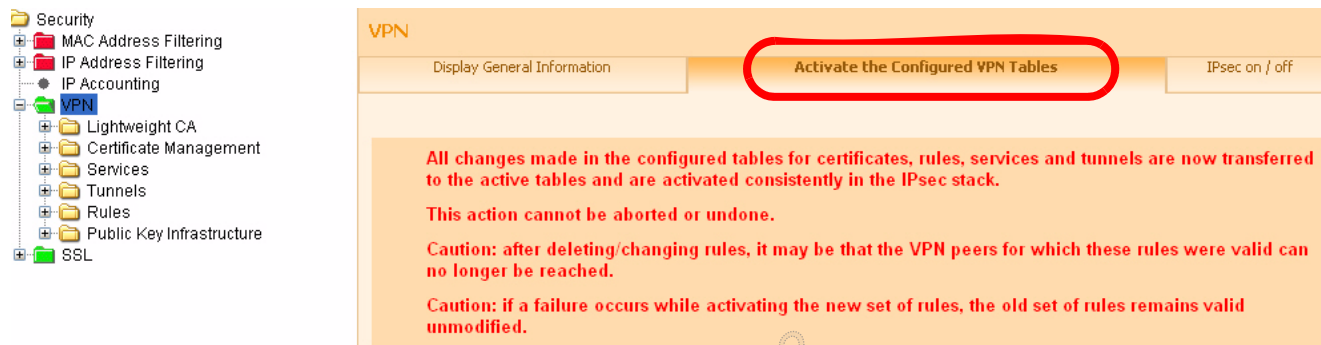 Security
MAC Address Filtering
IP Address Filtering
IP Accounting
VPN
Lightweight CA
Certificate Management
Services
Tunnels
Rules
Public Key Infrastructure
SSL
VPN
Display General Information
Activate the Configured VPN Tables
IPsec on / off
All changes made in the configured tables for certificates, rules, services and tunnels are now transferred
to the active tables and are activated consistently in the IPsec stack.
This action cannot be aborted or undone.
Caution: after deleting/changing rules, it may be that the VPN peers for which these rules were valid can
no longer be reached.
Caution: if a failure occurs while activating the new set of rules, the old set of rules remains valid
unmodified.